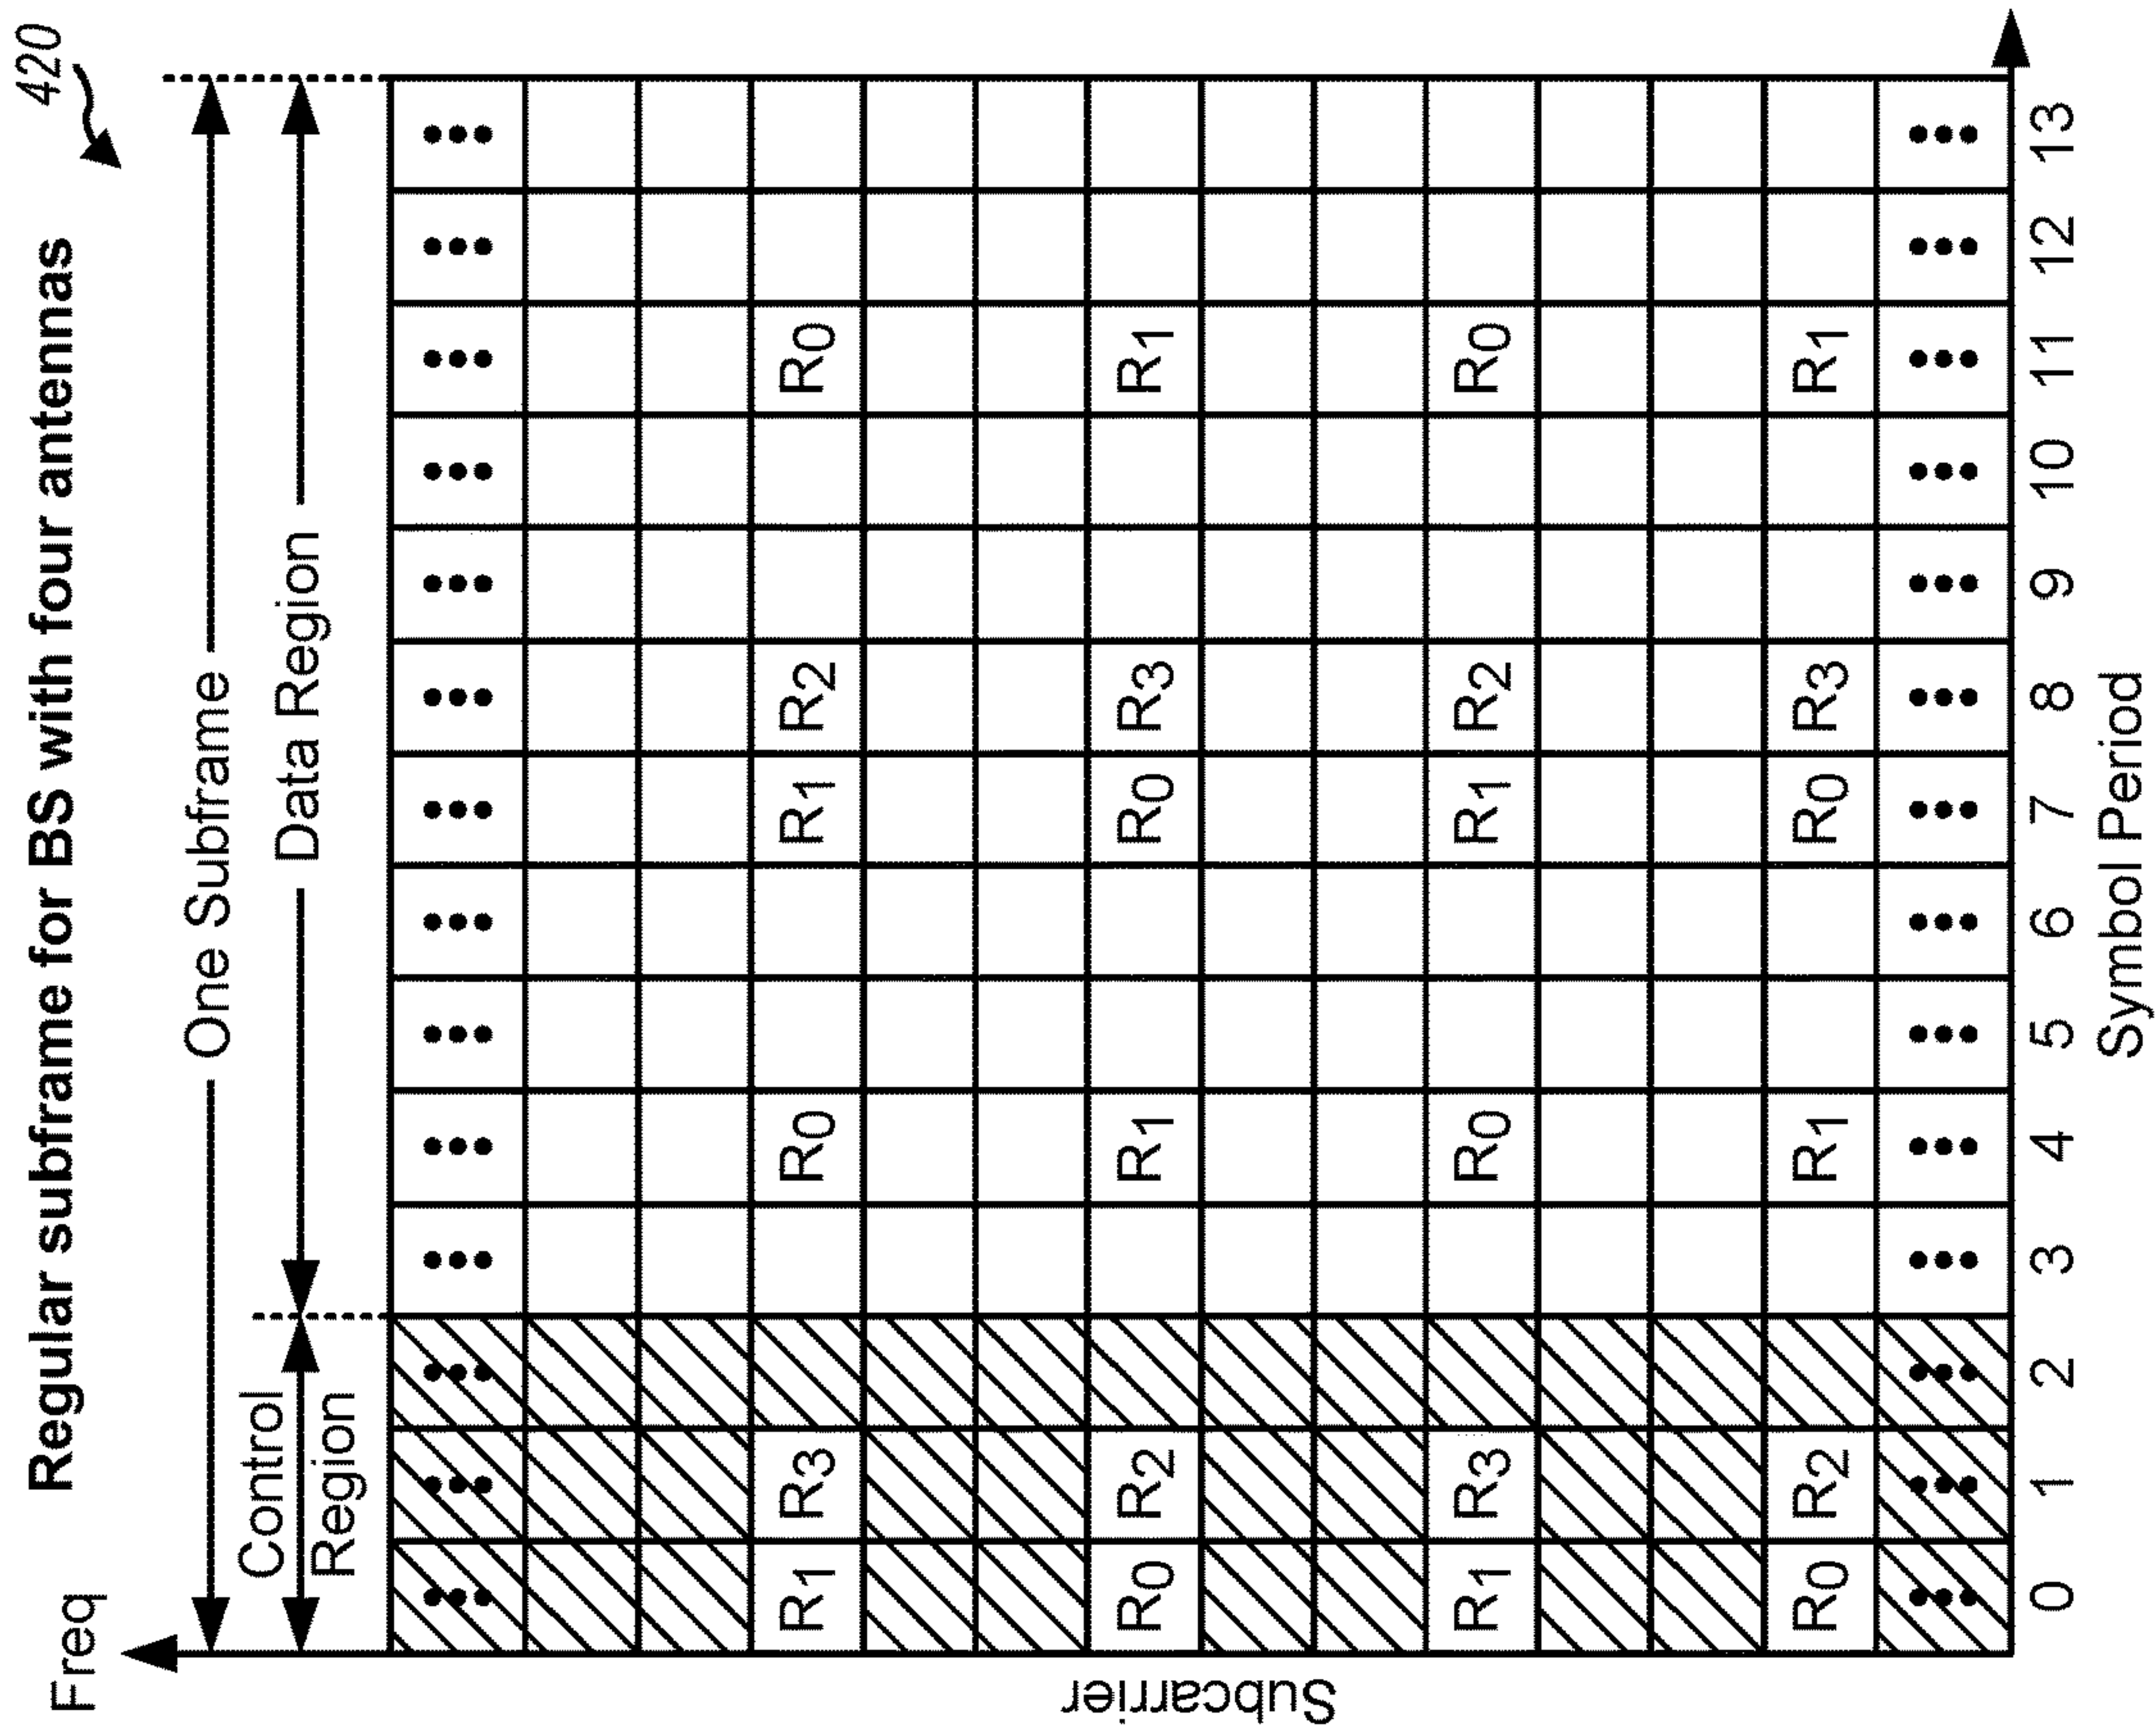 420
Regular subframe for BS with four antennas
Freq
One Subframe
Control
Region
Data Region
R1 R3 R0 R1 R2 R0
R0 R2 R1 R0 R3 R1
Subcarrier
R1 R3 R0 R1 R2 R0
R0 R2 R1 R0 R3 R1
0 1 2 3 4 5 6 7 8 9 10 11 12 13
Symbol Period